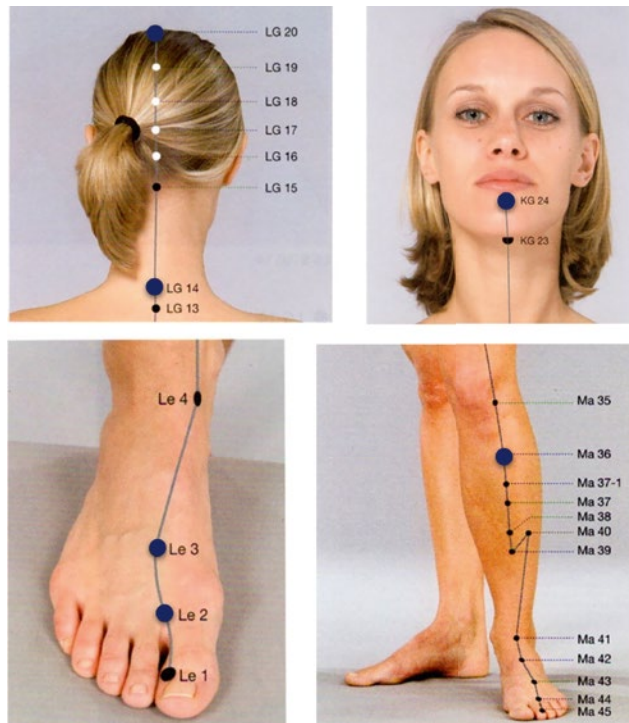 LG 20
LG 19
LG 18
LG 17
LG 16
LG 15
LG 14
LG 13
KG 24
KG 23
Le 4
Le 3
Le 2
Le 1
Ma 35
Ma 36
Ma 37-1
Ma 37
Ma 38
Ma 40
Ma 39
Ma 41
Ma 42
Ma 43
Ma 44
Ma 45